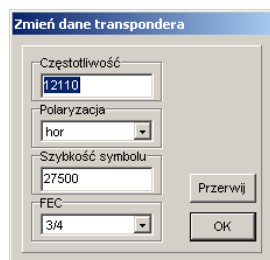 Zmień dane transpondera
Częstotliwość
12110
Polaryzacja
hor
Szybkość symbolu
27500
Przerwij
FEC
3/4
OK